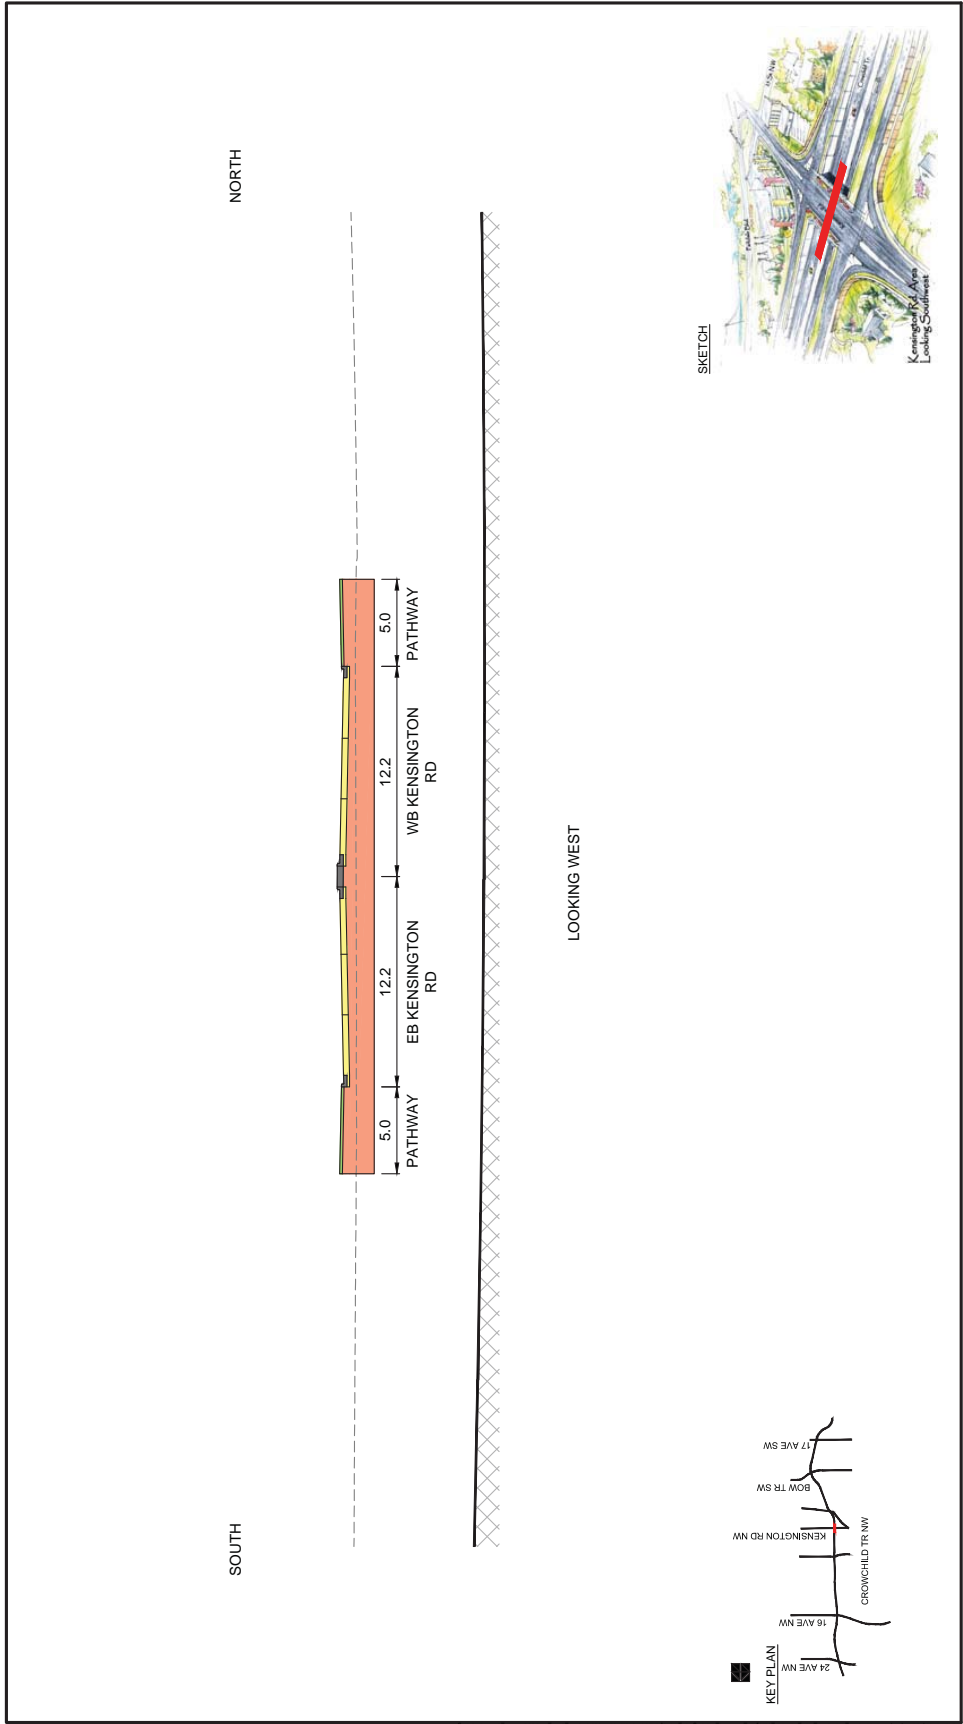 SOUTH
NORTH
5.0
12.2
12.2
5.0
PATHWAY
EB KENSINGTON
RD
WB KENSINGTON
RD
PATHWAY
LOOKING WEST
KEY PLAN
24 AVE NW
16 AVE NW
KENSINGTON RD NW
BOW TR SW
17 AVE SW
CROWCHILD TR NW
SKETCH
Kensington Rd. Area
Looking Southwest